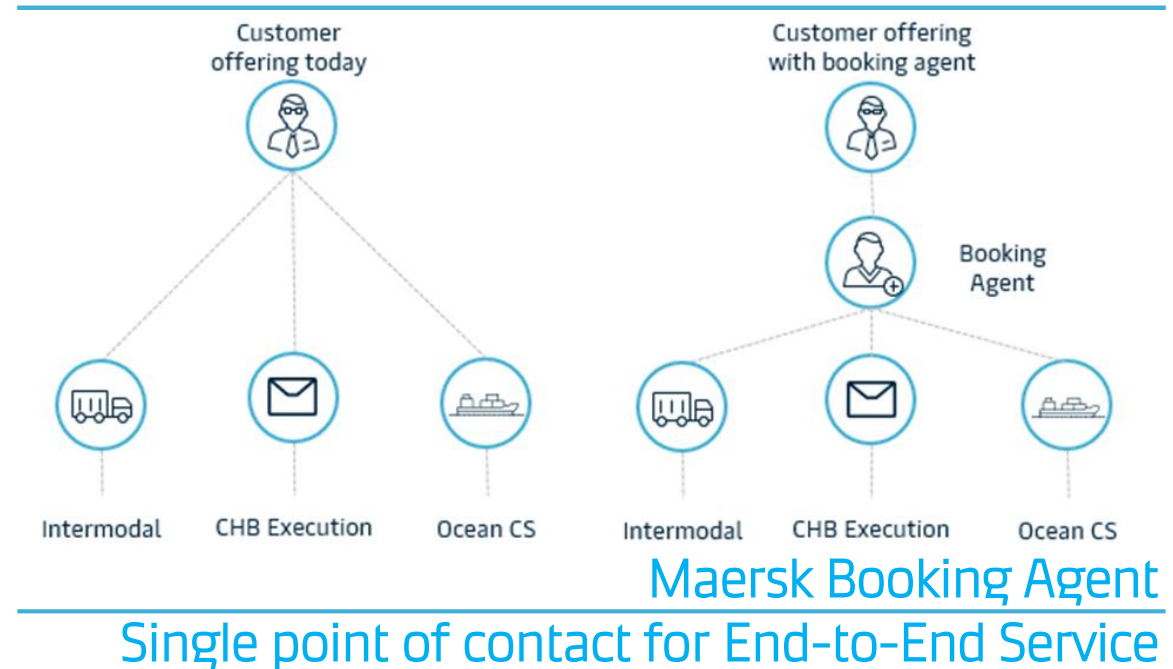 Customer
offering today
Customer offering
with booking agent
Booking
Agent
Intermodal
CHB Execution
Ocean CS
Intermodal
CHB Execution
Ocean CS
Maersk Booking Agent
Single point of contact for End-to-End Service